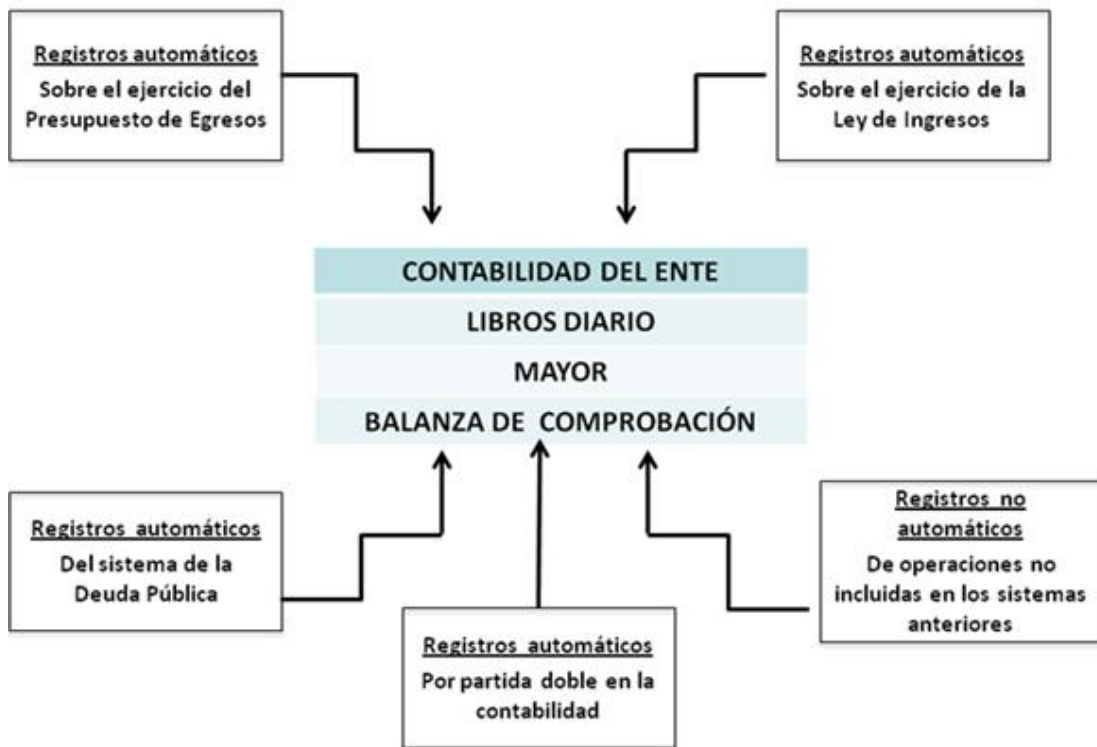 Registros automáticos
Sobre el ejercicio del
Presupuesto de Egresos
Registros automáticos
Sobre el ejercicio de la
Ley de Ingresos
CONTABILIDAD DEL ENTE
LIBROS DIARIO
MAYOR
BALANZA DE COMPROBACIÓN
Registros automáticos
Del sistema de la
Deuda Pública
Registros automáticos
Por partida doble en la
contabilidad
Registros no
automáticos
De operaciones no
incluidas en los sistemas
anteriores